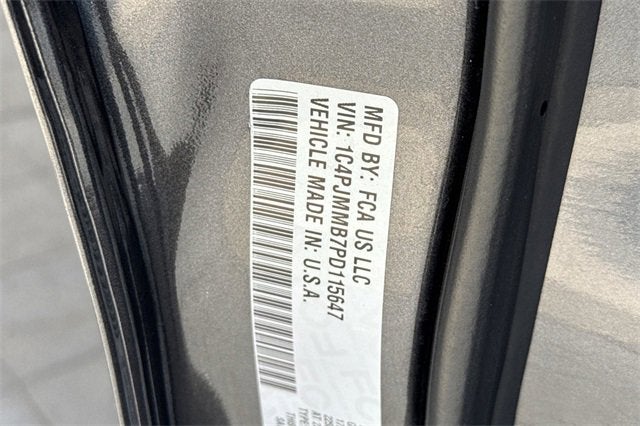 MFD BY: FCA US LLC
VIN: 1C4PJMMB7PD115647
VEHICLE MADE IN: U.S.A.